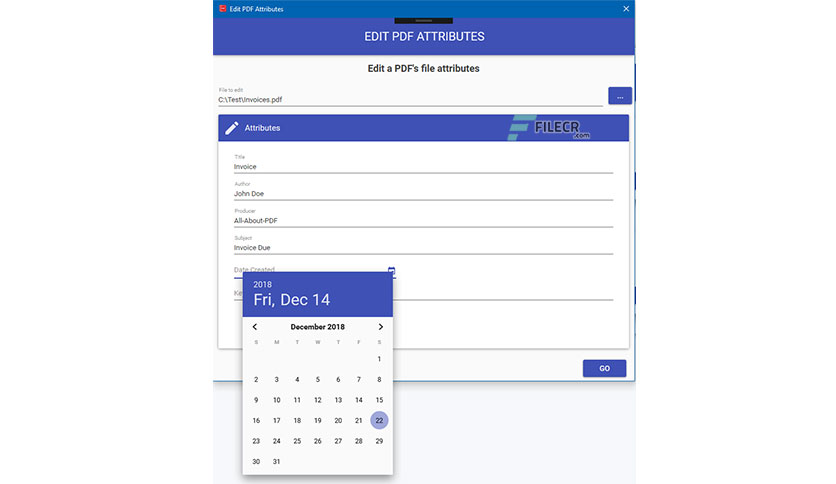 Edit PDF Attributes
EDIT PDF ATTRIBUTES
Edit a PDF's file attributes
File to edit
C:\Test\Invoices.pdf
...
Attributes
FILECR
.com
Title
Invoice
Author
John Doe
Producer
All-About-PDF
Subject
Invoice Due
Date Created
2018
Fri, Dec 14
December 2018
S M T W T F S
1
2 3 4 5 6 7 8
9 10 11 12 13 14 15
16 17 18 19 20 21 22
23 24 25 26 27 28 29
30 31
GO